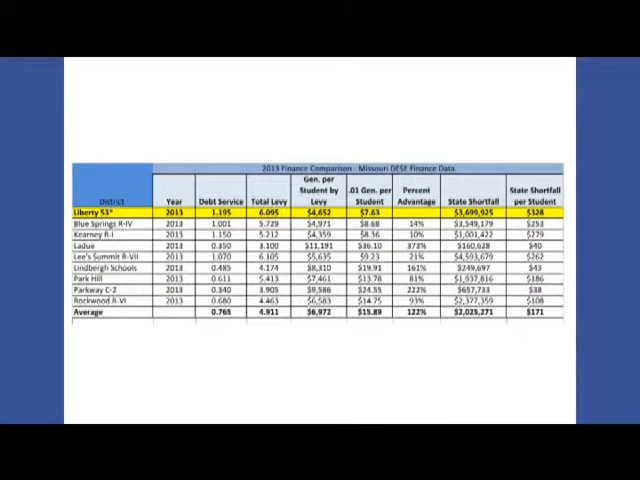 2013 Finance Comparison - Missouri DESE Finance Data
District Year Debt Service Total Levy Gen. per Student by Levy .01 Gen. per Student Percent Advantage State Shortfall State Shortfall per Student
Liberty 53* 2013 1.195 6.095 $4,652 $7.63 $3,699,925 $328
Blue Springs R-IV 2013 1.001 5.729 $4,971 $8.68 14% $3,549,179 $253
Kearney R-I 2013 1.150 5.212 $4,359 $8.36 10% $1,001,422 $279
Ladue 2013 0.350 3.100 $11,191 $36.10 373% $160,628 $40
Lee's Summit R-VII 2013 1.070 6.105 $5,635 $9.23 21% $4,593,679 $262
Lindbergh Schools 2013 0.485 4.174 $8,310 $19.91 161% $249,697 $43
Park Hill 2013 0.611 5.413 $7,461 $13.78 81% $1,937,816 $186
Parkway C-2 2013 0.340 3.905 $9,586 $24.55 222% $657,733 $38
Rockwood R-VI 2013 0.680 4.463 $6,583 $14.75 93% $2,377,359 $108
Average 0.765 4.911 $6,972 $15.89 122% $2,025,271 $171